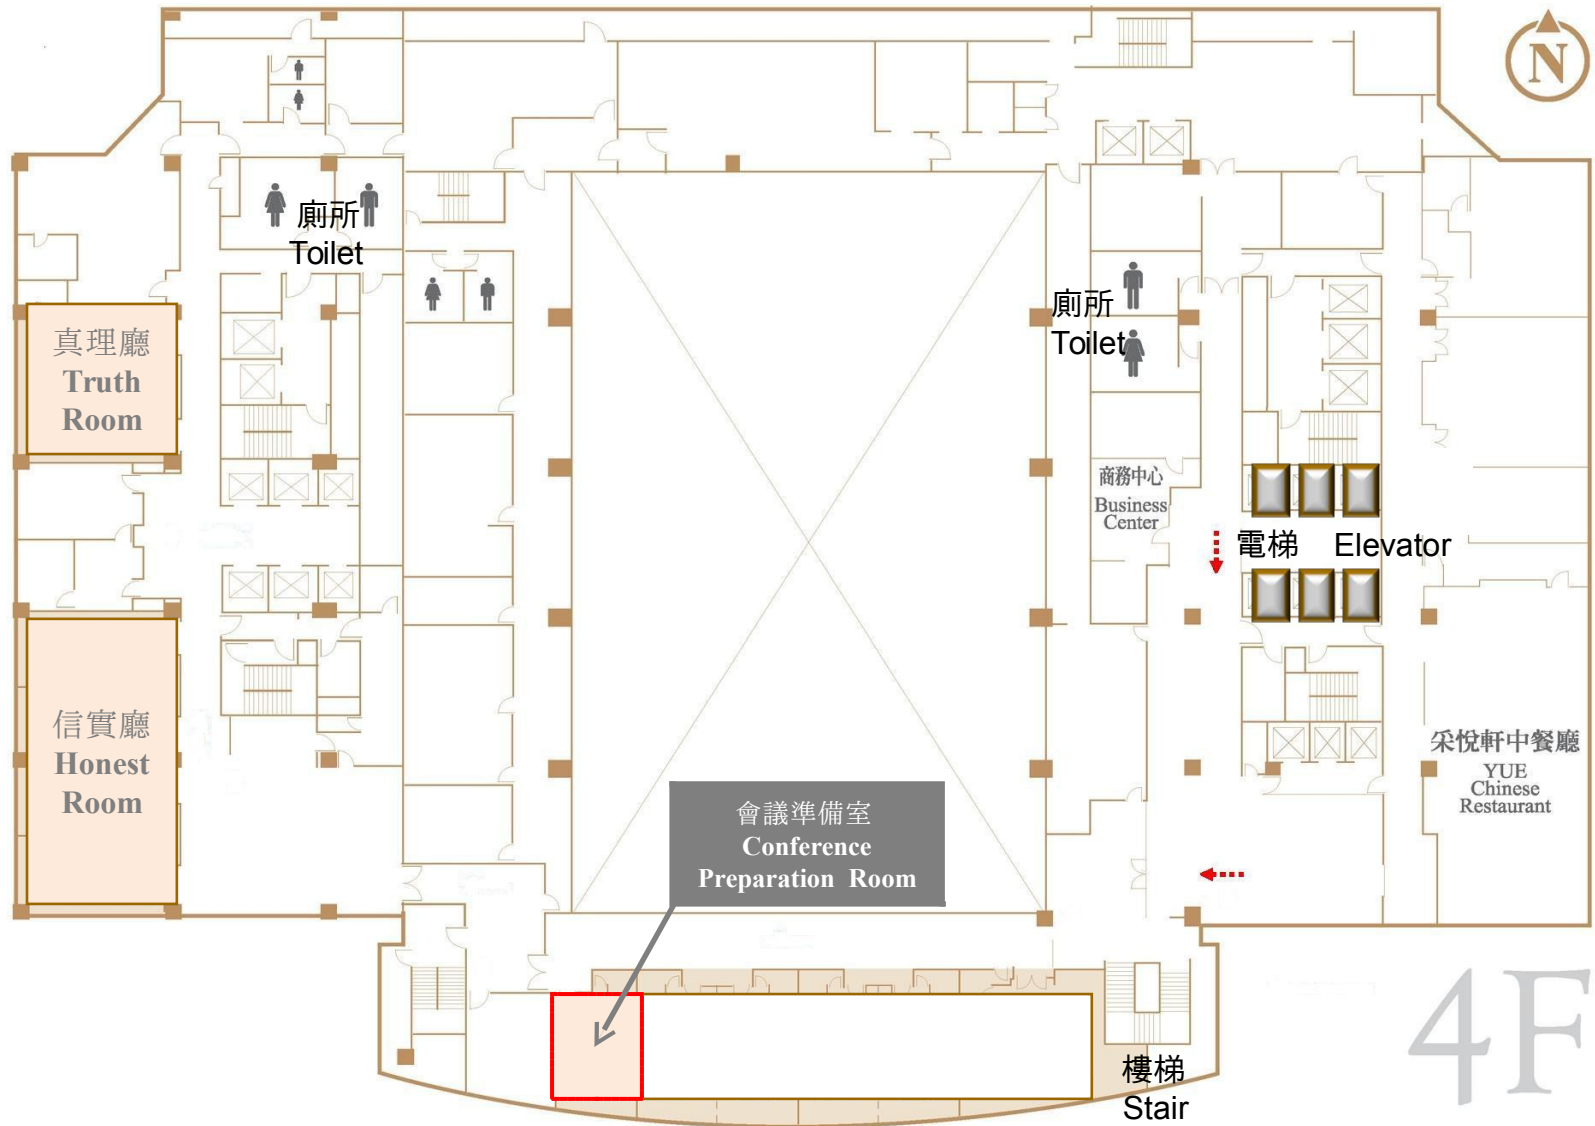 N
廁所
Toilet
廁所
Toilet
真理廳
Truth
Room
商務中心
Business
Center
電梯 Elevator
信實廳
Honest
Room
采悅軒中餐廳
YUE
Chinese
Restaurant
會議準備室
Conference
Preparation Room
4F
樓梯
Stair